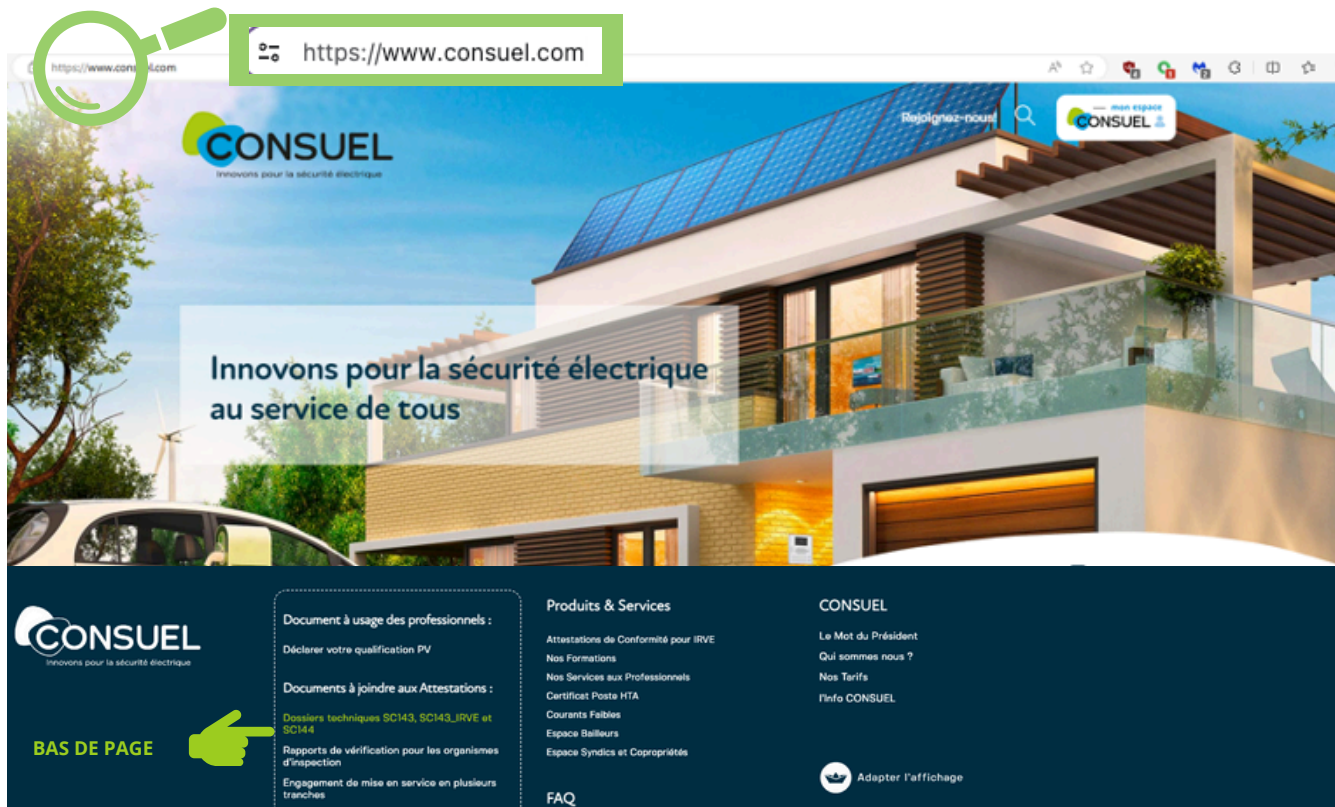 https://www.consuel.com
https://www.cons
el.com
Rejoignez-nous!
mon espace
CONSUEL
CONSUEL
Innovons pour la sécurité électrique
Innovons pour la sécurité électrique
au service de tous
CONSUEL
Innovons pour la sécurité électrique
BAS DE PAGE
Document à usage des professionnels :
Déclarer votre qualification PV
Documents à joindre aux Attestations :
Dossiers techniques SC143, SC143_IRVE et
SC144
Rapports de vérification pour les organismes
d'inspection
Engagement de mise en service en plusieurs
tranches
Produits & Services
Attestations de Conformité pour IRVE
Nos Formations
Nos Services aux Professionnels
Certificat Poste HTA
Courants Faibles
Espace Bailleurs
Espace Syndics et Copropriétés
FAQ
CONSUEL
Le Mot du Président
Qui sommes nous ?
Nos Tarifs
l'Info CONSUEL
Adapter l'affichage